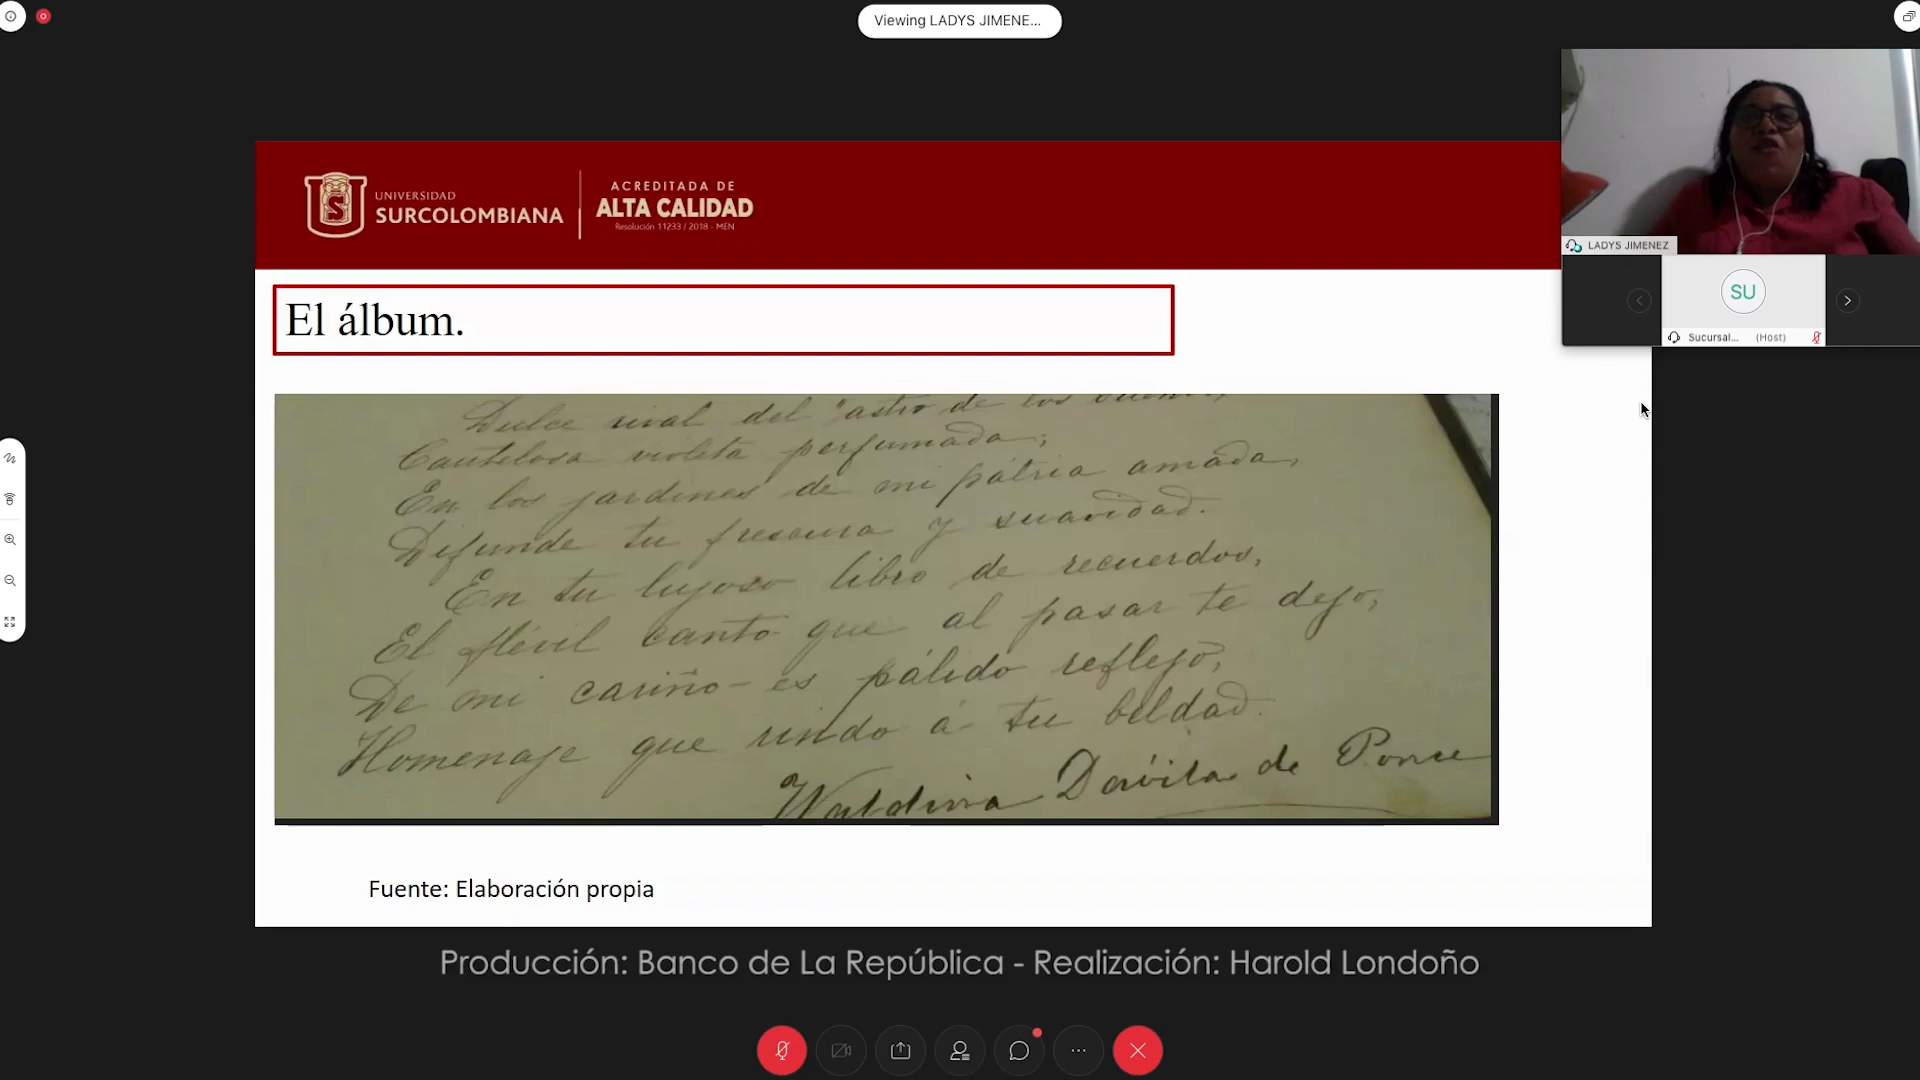 Viewing LADYS JIMENE...
UNIVERSIDAD
SURCOLOMBIANA
ACREDITADA DE
ALTA CALIDAD
Resolución 11233 / 2018 - MEN
LADYS JIMENEZ
SU
Sucursal... (Host)
El álbum.
Dulce rival del "astro de los
Cautelosa violeta perfumada;
En los jardines de mi pátria amada,
Difunde tu frescura y suavidad.
En tu lujoso libro de recuerdos,
El flévil canto que al pasar te dejo,
De mi cariño - es pálido reflejo,
Homenaje que rindo á tu beldad.
Waldina Dávila de Ponce
Fuente: Elaboración propia
Producción: Banco de La República - Realización: Harold Londoño